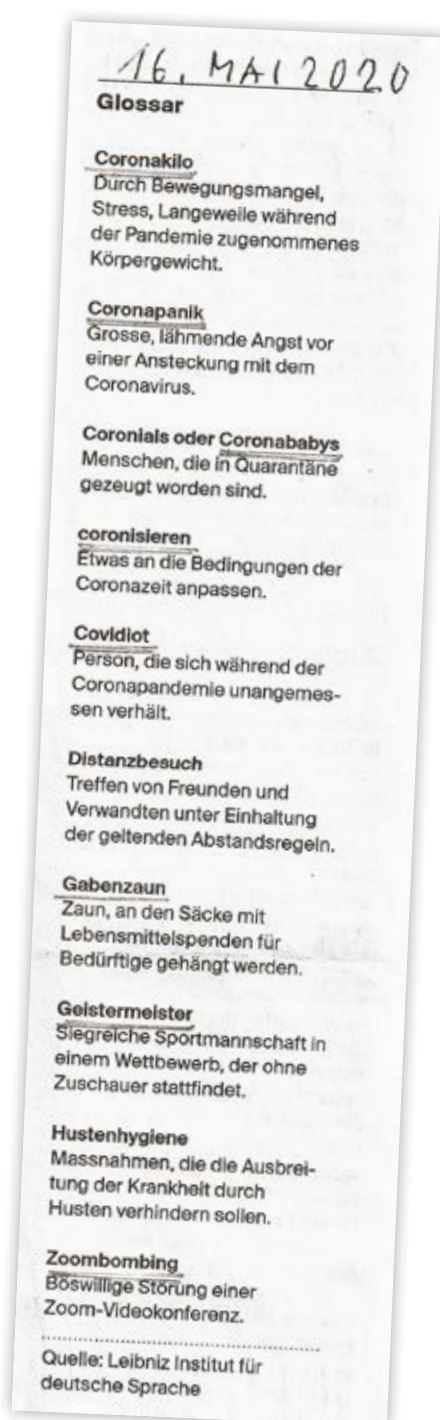 16. MAI 2020
Glossar
Coronakilo
Durch Bewegungsmangel,
Stress, Langeweile während
der Pandemie zugenommenes
Körpergewicht.
Coronapanik
Grosse, lähmende Angst vor
einer Ansteckung mit dem
Coronavirus.
Coronials oder Coronababys
Menschen, die in Quarantäne
gezeugt worden sind.
coronisieren
Etwas an die Bedingungen der
Coronazeit anpassen.
Covidiot
Person, die sich während der
Coronapandemie unangemes-
sen verhält.
Distanzbesuch
Treffen von Freunden und
Verwandten unter Einhaltung
der geltenden Abstandsregeln.
Gabenzaun
Zaun, an den Säcke mit
Lebensmittelspenden für
Bedürftige gehängt werden.
Geistermeister
Siegreiche Sportmannschaft in
einem Wettbewerb, der ohne
Zuschauer stattfindet.
Hustenhygiene
Massnahmen, die die Ausbrei-
tung der Krankheit durch
Husten verhindern sollen.
Zoombombing
Böswillige Störung einer
Zoom-Videokonferenz.
Quelle: Leibniz Institut für
deutsche Sprache